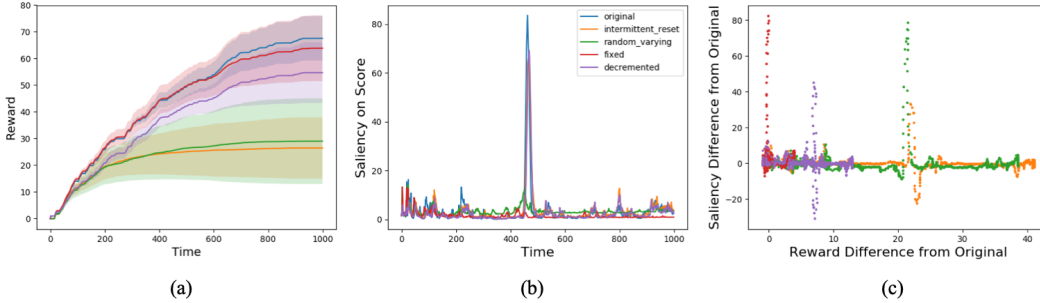 80
70
60
50
40
30
20
10
0
Reward
0 200 400 600 800 1000
Time
(a)
80
60
40
20
0
Saliency on Score
original
intermittent_reset
random_varying
fixed
decremented
0 200 400 600 800 1000
Time
(b)
80
60
40
20
0
−20
Saliency Difference from Original
0 10 20 30 40
Reward Difference from Original
(c)